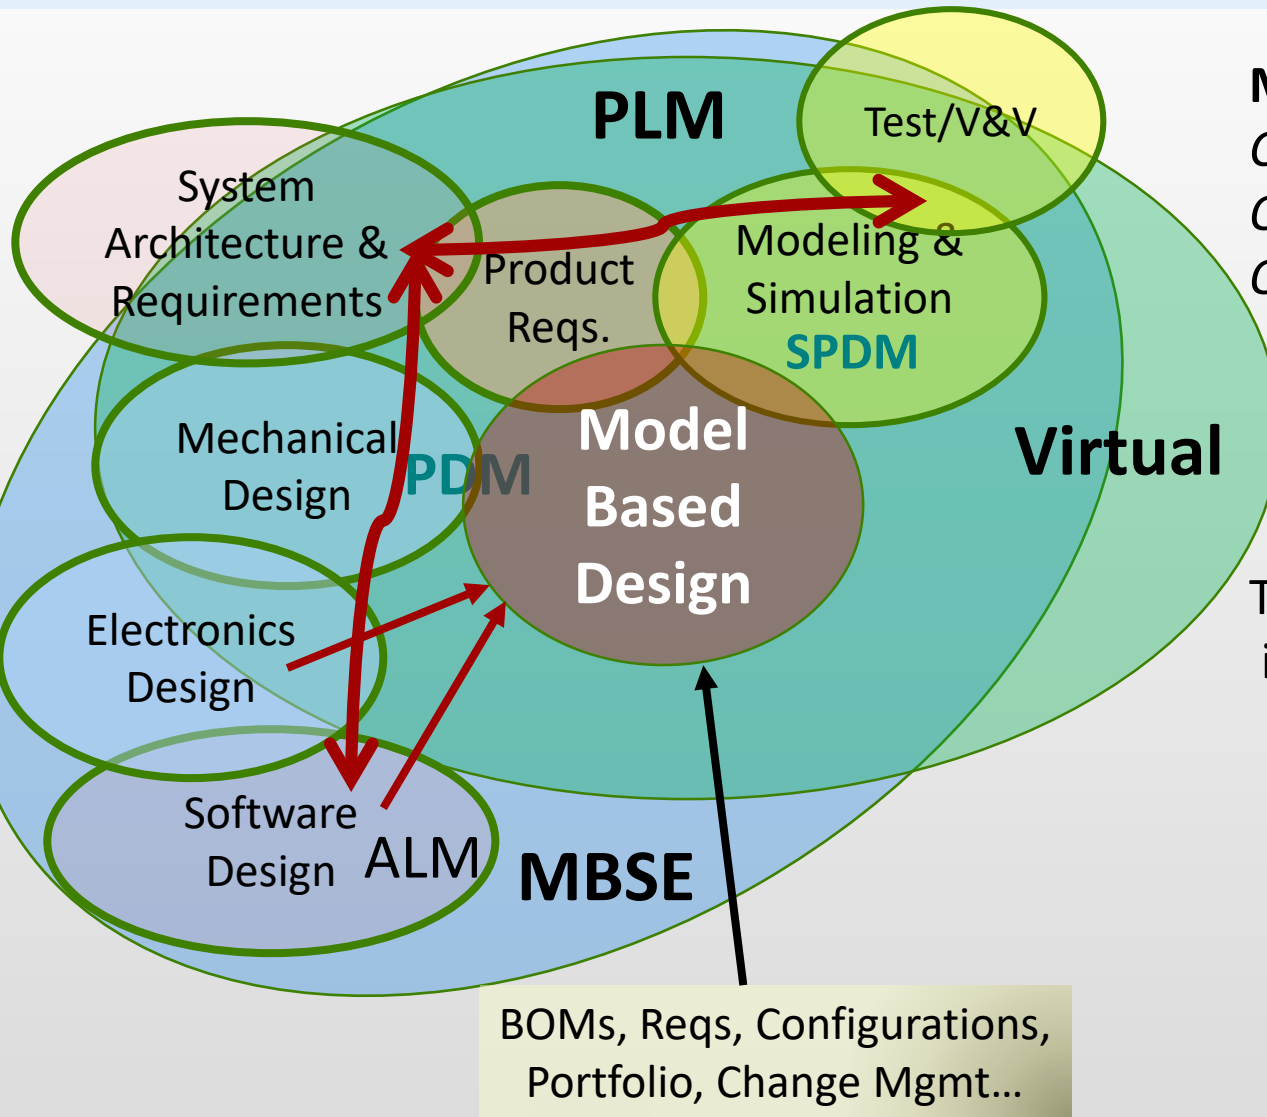 PLM
Test/V&V
System
Architecture &
Requirements
Product
Reqs.
Modeling &
Simulation
SPDM
Mechanical
Design
PDM
Model
Based
Design
Virtual
Electronics
Design
Software
Design
ALM
MBSE
BOMs, Reqs, Configurations,
Portfolio, Change Mgmt...